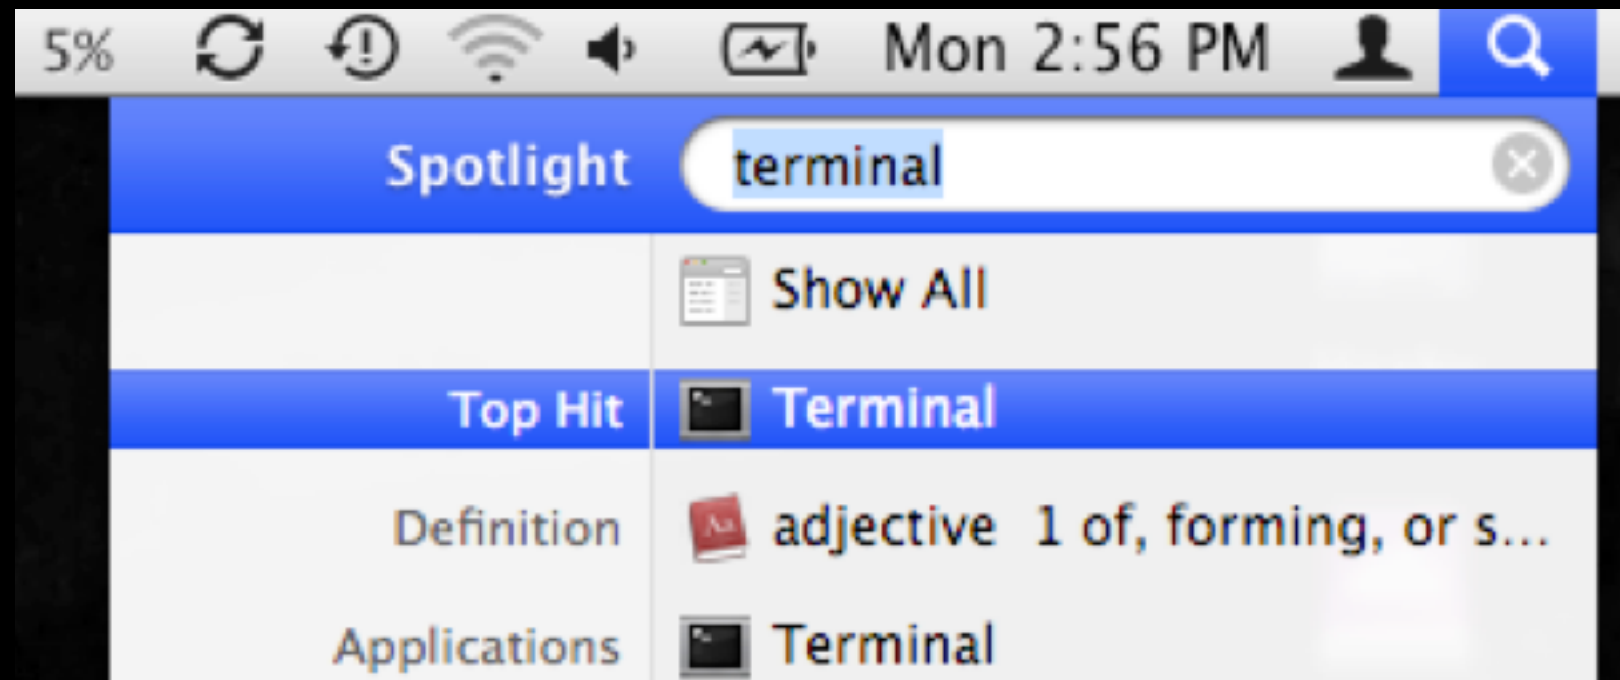 5% Mon 2:56 PM
Spotlight terminal
Show All
Top Hit Terminal
Definition adjective 1 of, forming, or s...
Applications Terminal